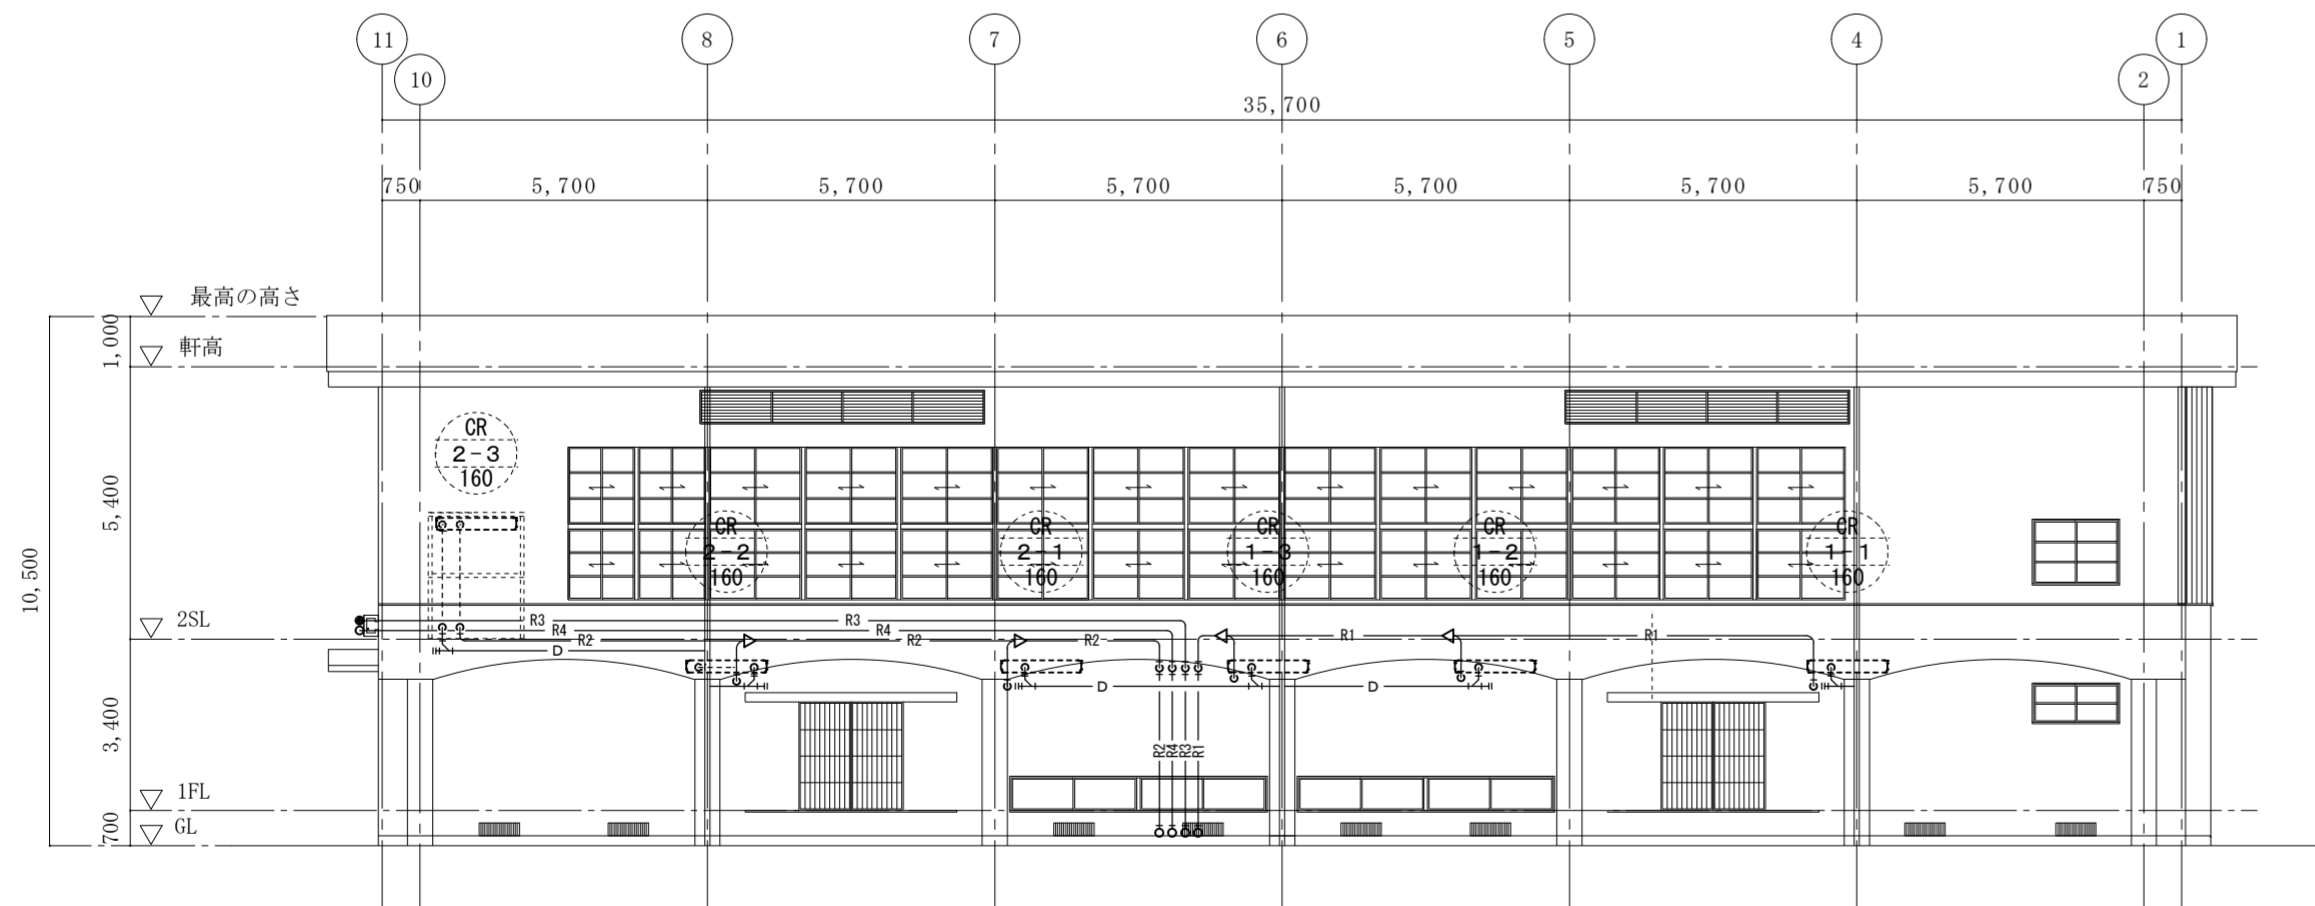 11
8
7
6
5
4
1
10
2
35,700
750
5,700
5,700
5,700
5,700
5,700
5,700
750
最高の高さ
1,000
軒高
5,400
10,500
CR
2-3
160
CR
2-2
160
CR
2-1
160
CR
1-3
160
CR
1-2
160
CR
1-1
160
2SL
R3
R3
R4
R4
R2
R2
R2
R1
R1
D
D
D
3,400
R2
R4
R3
R1
1FL
700
GL